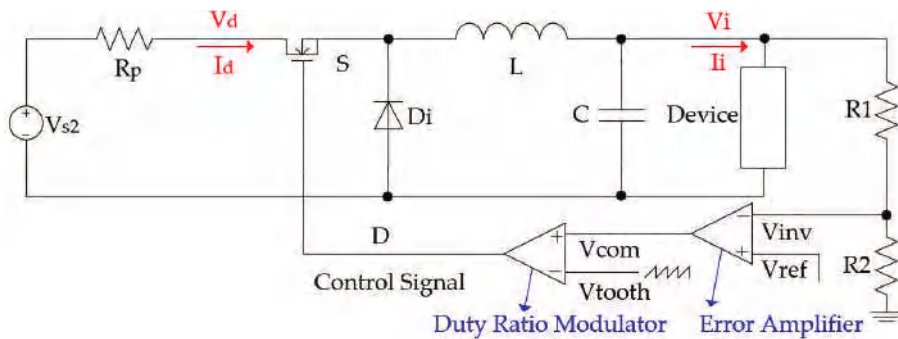 Vd
Vi
Rp
Id
S
L
Ii
Vs2
Di
C
Device
R1
D
Vcom
Vinv
Control Signal
Vtooth
Vref
R2
Duty Ratio Modulator
Error Amplifier